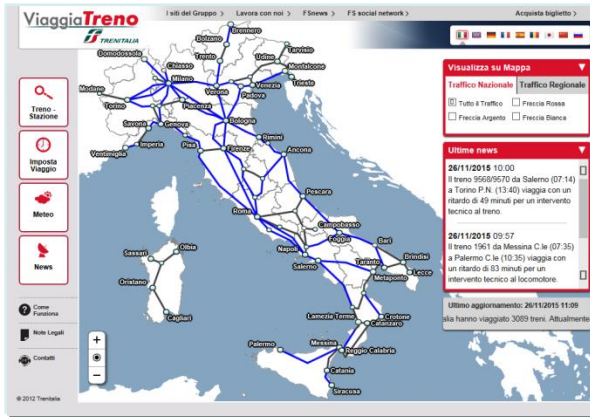 ViaggiaTreno
TRENITALIA
I siti del Gruppo > Lavora con noi > FSnews > FS social network > Acquista biglietto >
Treno - Stazione
Imposta Viaggio
Meteo
News
Come Funziona
Note Legali
Contatti
© 2012 Trenitalia
Brennero
Bolzano
Tarvisio
Domodossola
Trento
Udine
Chiasso
Montalcone
Milano
Trieste
Modane
Verona
Venezia
Padova
Torino
Piacenza
Savona
Genova
Bologna
Rimini
Ventimiglia
Imperia
Pisa
Firenze
Ancona
Pescara
Roma
Campobasso
Foggia
Bari
Olbia
Sassari
Napoli
Brindisi
Salerno
Taranto
Lecce
Metaponto
Oristano
Cagliari
Lamezia Terme
Crotone
Catanzaro
Palermo
Messina
Reggio Calabria
Catania
Siracusa
+
−
Visualizza su Mappa
Traffico Nazionale Traffico Regionale
Tutto il Traffico Freccia Rossa
Freccia Argento Freccia Bianca
Ultime news
26/11/2015 10:00
Il treno 9568/9570 da Salerno (07:14)
a Torino P.N. (13:40) viaggia con un
ritardo di 49 minuti per un intervento
tecnico al treno.
26/11/2015 09:57
Il treno 1961 da Messina C.le (07:35)
a Palermo C.le (10:35) viaggia con
un ritardo di 83 minuti per un
intervento tecnico al locomotore.
Ultimo aggiornamento: 26/11/2015 11:09
alia hanno viaggiato 3089 treni. Attualmente